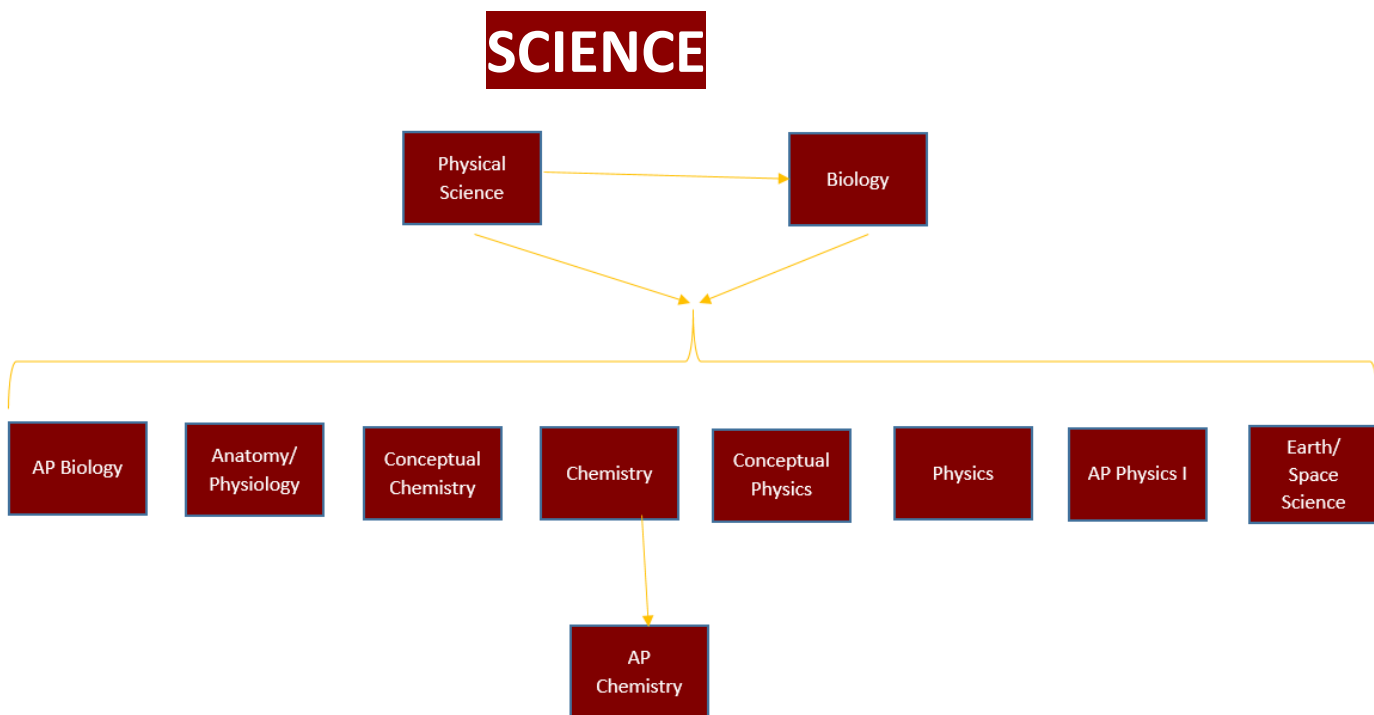 SCIENCE
Physical
Science
Biology
AP Biology
Anatomy/
Physiology
Conceptual
Chemistry
Chemistry
Conceptual
Physics
Physics
AP Physics I
Earth/
Space
Science
AP
Chemistry